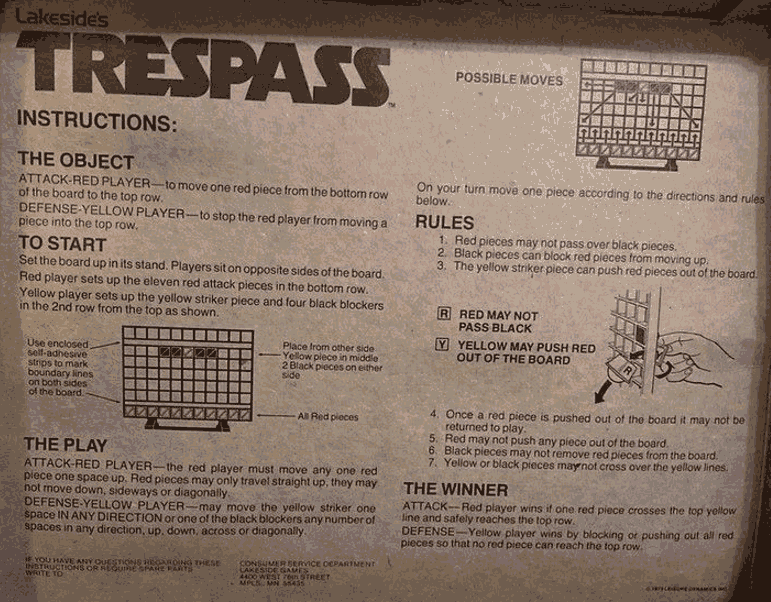 Lakeside's
TRESPASS™
INSTRUCTIONS:
THE OBJECT
ATTACK-RED PLAYER—to move one red piece from the bottom row
of the board to the top row.
DEFENSE-YELLOW PLAYER—to stop the red player from moving a
piece into the top row.
TO START
Set the board up in its stand. Players sit on opposite sides of the board.
Red player sets up the eleven red attack pieces in the bottom row.
Yellow player sets up the yellow striker piece and four black blockers
in the 2nd row from the top as shown.
Use enclosed
self-adhesive
strips to mark
boundary lines
on both sides
of the board.
Place from other side
Yellow piece in middle
2 Black pieces on either
side
All Red pieces
THE PLAY
ATTACK-RED PLAYER—the red player must move any one red
piece one space up. Red pieces may only travel straight up, they may
not move down, sideways or diagonally.
DEFENSE-YELLOW PLAYER—may move the yellow striker one
space IN ANY DIRECTION or one of the black blockers any number of
spaces in any direction, up, down, across or diagonally.
IF YOU HAVE ANY QUESTIONS REGARDING THESE
INSTRUCTIONS OR REQUIRE SPARE PARTS
WRITE TO:
CONSUMER SERVICE DEPARTMENT
LAKESIDE GAMES
4400 WEST 78th STREET
MPLS., MN 55435
POSSIBLE MOVES
On your turn move one piece according to the directions and rules
below.
RULES
1. Red pieces may not pass over black pieces.
2. Black pieces can block red pieces from moving up.
3. The yellow striker piece can push red pieces out of the board.
R RED MAY NOT
PASS BLACK
Y YELLOW MAY PUSH RED
OUT OF THE BOARD
R
4. Once a red piece is pushed out of the board it may not be
returned to play.
5. Red may not push any piece out of the board.
6. Black pieces may not remove red pieces from the board.
7. Yellow or black pieces may not cross over the yellow lines.
THE WINNER
ATTACK—Red player wins if one red piece crosses the top yellow
line and safely reaches the top row.
DEFENSE—Yellow player wins by blocking or pushing out all red
pieces so that no red piece can reach the top row.
LEISURE DYNAMICS INC.